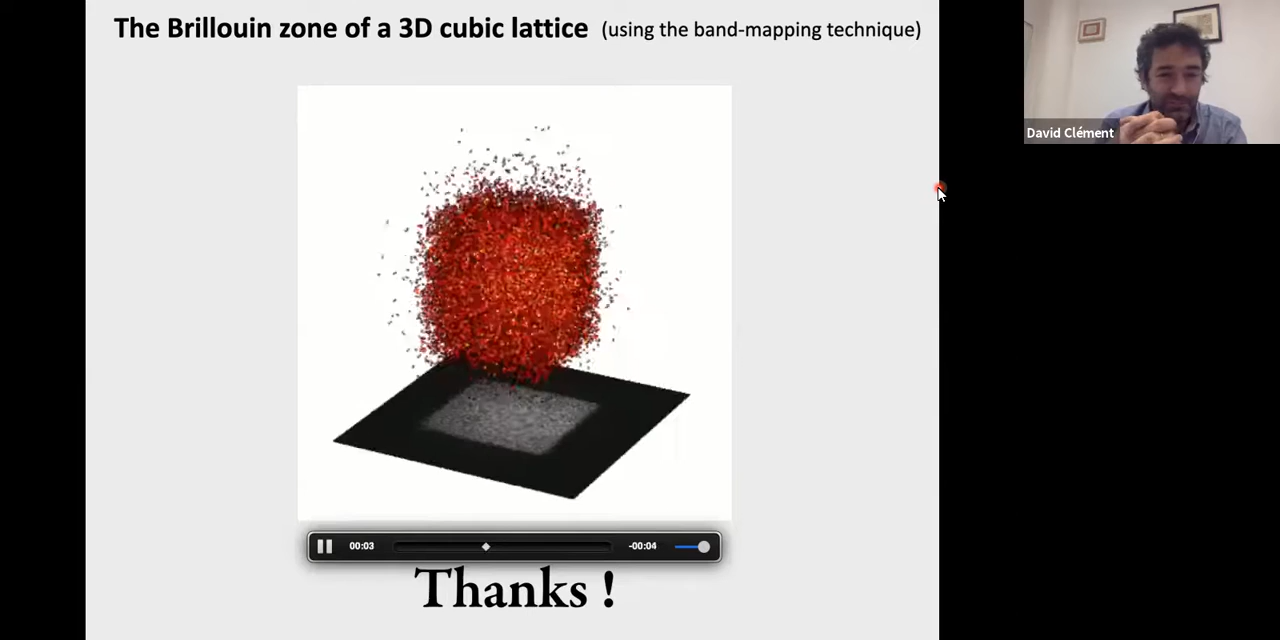 The Brillouin zone of a 3D cubic lattice (using the band-mapping technique)
David Clément
00:03
-00:04
Thanks !